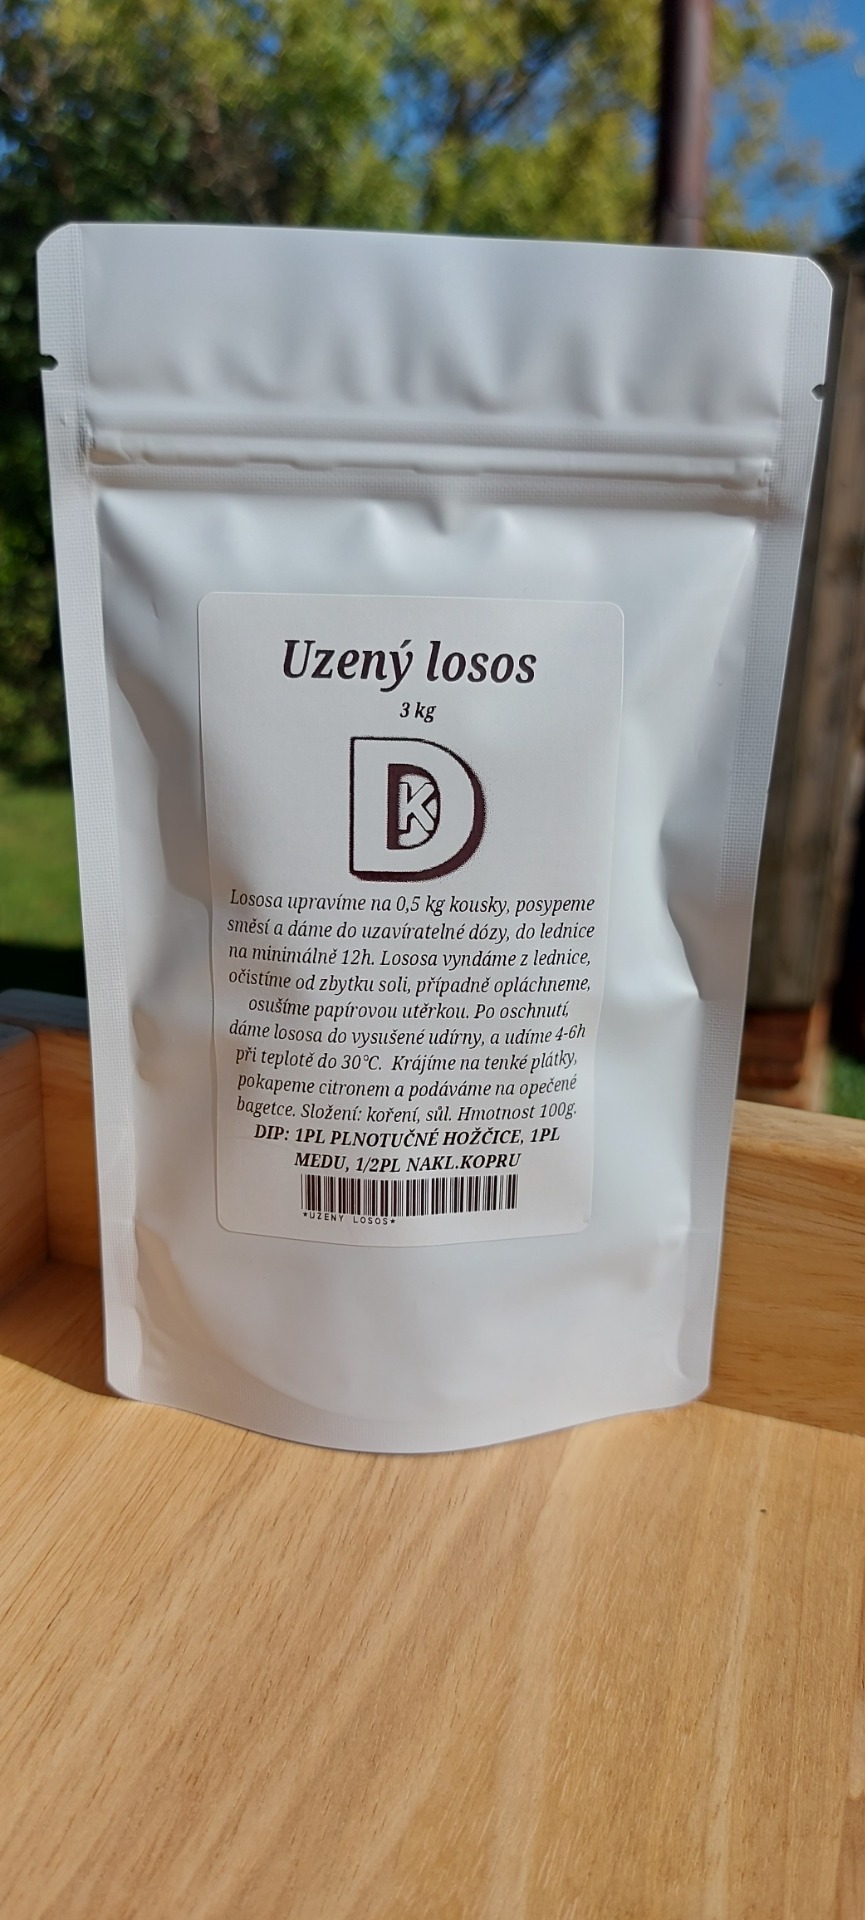 Uzený losos
3 kg
DK
Lososa upravíme na 0,5 kg kousky, posypeme
směsí a dáme do uzavíratelné dózy, do lednice
na minimálně 12h. Lososa vyndáme z lednice,
očistíme od zbytku soli, případně opláchneme,
osušíme papírovou utěrkou. Po oschnutí,
dáme lososa do vysušené udírny, a udíme 4-6h
při teplotě do 30°C. Krájíme na tenké plátky,
pokapeme citronem a podáváme na opečené
bagetce. Složení: koření, sůl. Hmotnost 100g.
DIP: 1PL PLNOTUČNÉ HOŽČICE, 1PL
MEDU, 1/2PL NAKL.KOPRU
*UZENY LOSOS*